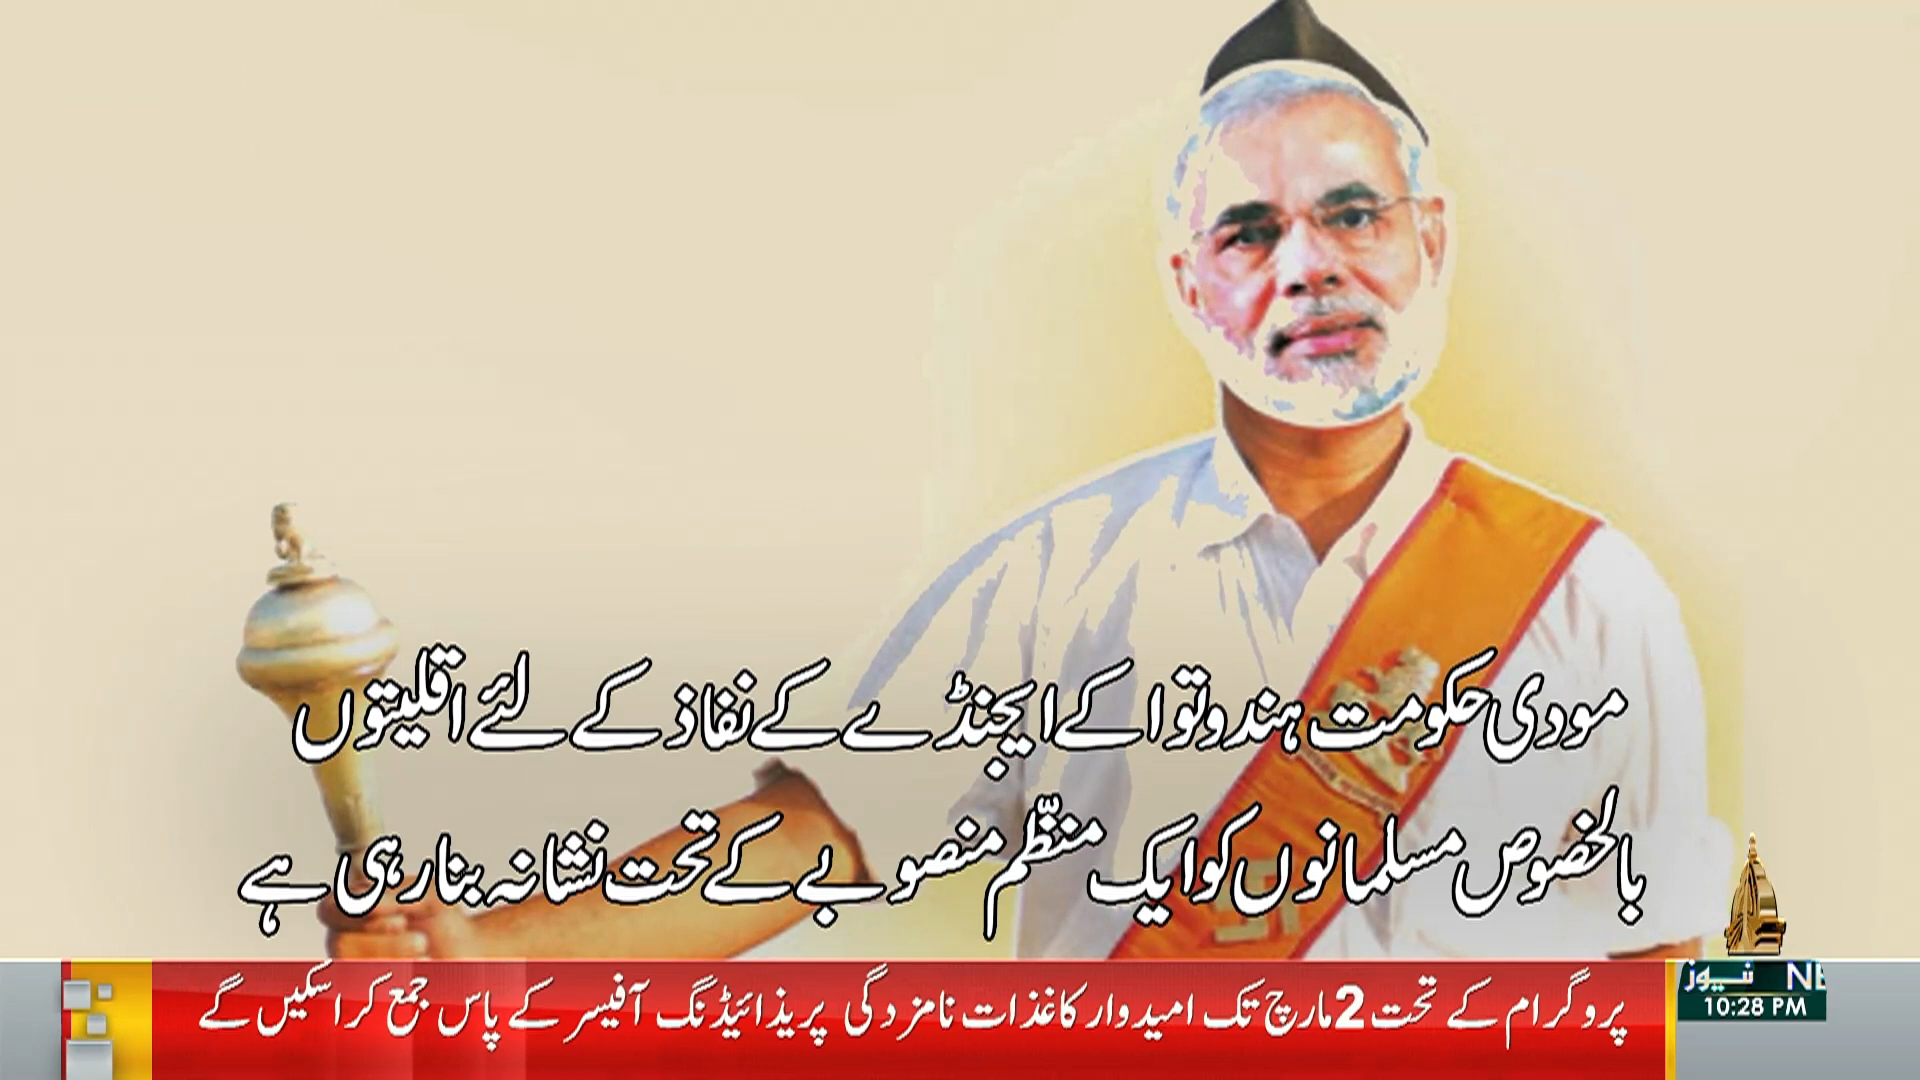 مودی حکومت ہندوتوا کے ایجنڈے کے نفاذ کے لئے اقلیتوں
بالخصوص مسلمانوں کو ایک منظّم منصوبے کے تحت نشانہ بنا رہی ہے
پروگرام کے تحت 2 مارچ تک امیدوار کاغذات نامزدگی پریذائیڈنگ آفیسر کے پاس جمع کراسکیں گے
نیوز NE
10:28 PM